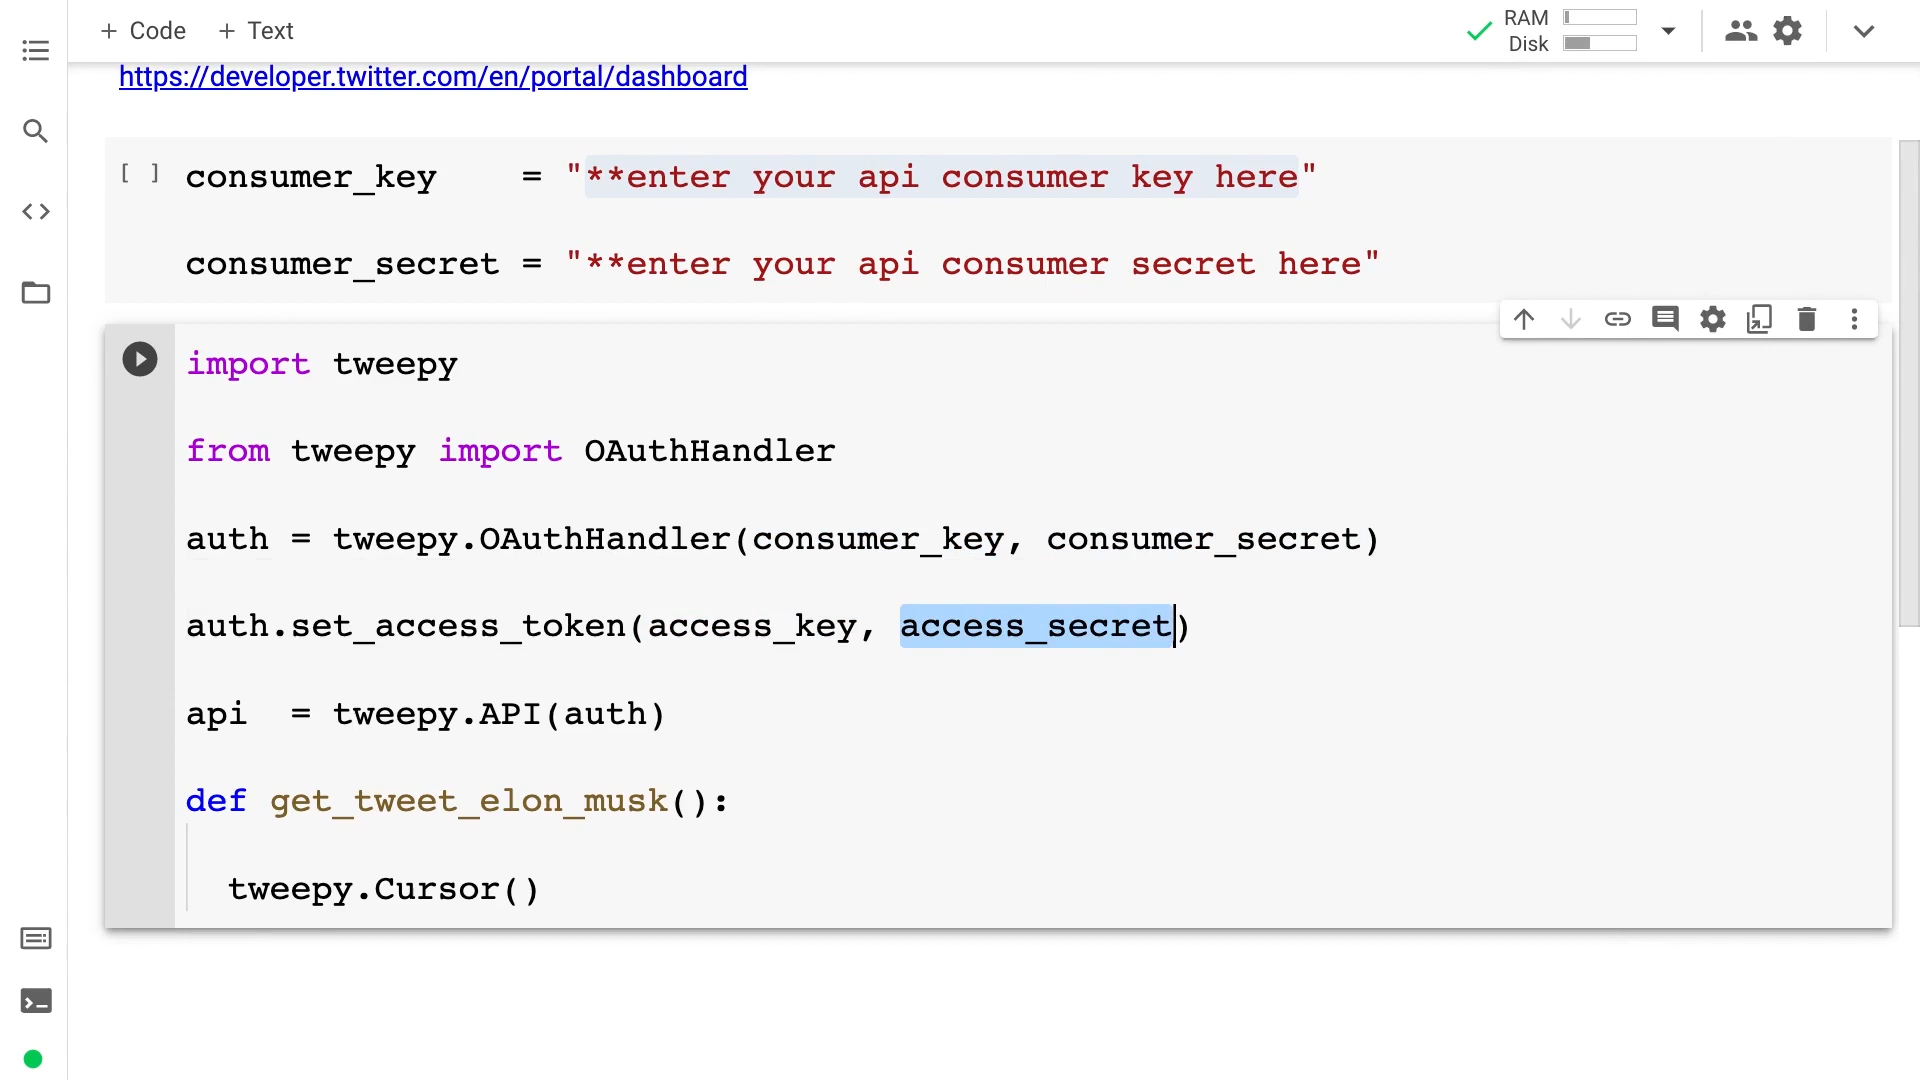 + Code + Text
RAM
Disk
https://developer.twitter.com/en/portal/dashboard
[ ] consumer_key    = "**enter your api consumer key here"
consumer_secret = "**enter your api consumer secret here"
import tweepy
from tweepy import OAuthHandler
auth = tweepy.OAuthHandler(consumer_key, consumer_secret)
auth.set_access_token(access_key, access_secret)
api  = tweepy.API(auth)
def get_tweet_elon_musk():
  tweepy.Cursor()